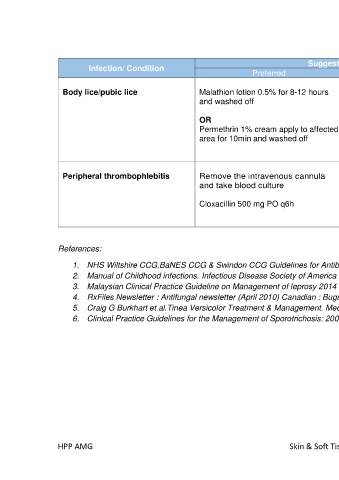 Infection/ Condition
Suggest
Preferred
Body lice/pubic lice
Malathion lotion 0.5% for 8-12 hours
and washed off
OR
Permethrin 1% cream apply to affected
area for 10min and washed off
Peripheral thrombophlebitis
Remove the intravenous cannula
and take blood culture
Cloxacillin 500 mg PO q6h
References:
1. NHS Wiltshire CCG,BaNES CCG & Swindon CCG Guidelines for Antib
2. Manual of Childhood infections. Infectious Disease Society of America
3. Malaysian Clinical Practice Guideline on Management of leprosy 2014
4. RxFiles Newsletter : Antifungal newsletter (April 2010) Canadian : Bugs
5. Craig G Burkhart et al.Tinea Versicolor Treatment & Management. Med
6. Clinical Practice Guidelines for the Management of Sporotrichosis: 200
HPP AMG
Skin & Soft Tis